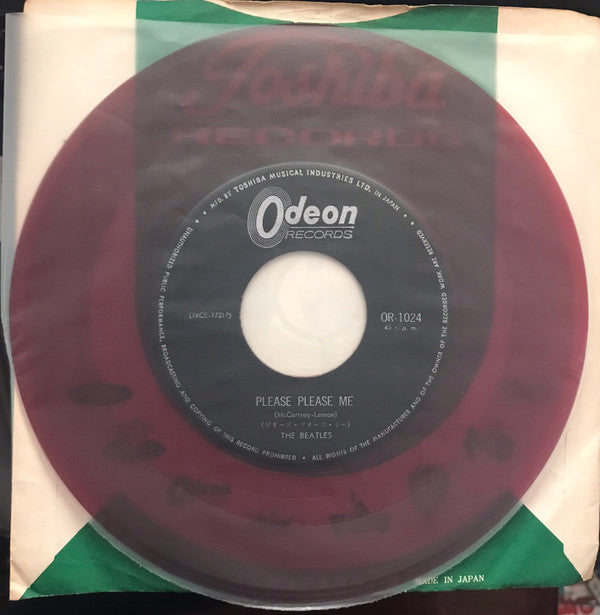 Toshiba
RECORDS
MFD. BY TOSHIBA MUSICAL INDUSTRIES LTD. IN JAPAN
Odeon
RECORDS
OR-1024
45 r. p. m.
PLEASE PLEASE ME
(McCartney-Lennon)
(プリーズ・プリーズ・ミー)
THE BEATLES
UNAUTHORIZED PUBLIC PERFORMANCE, BROADCASTING AND COPYING OF THIS RECORD PROHIBITED • ALL RIGHTS OF THE MANUFACTURER AND OF THE OWNER OF THE RECORDED WORK ARE RESERVED
Odeon
MADE IN JAPAN